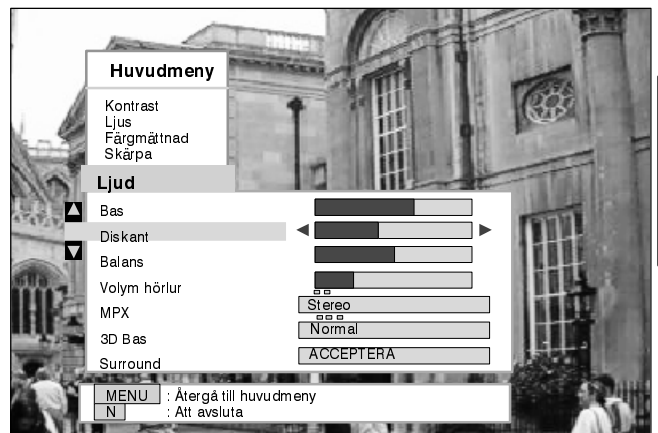 Huvudmeny
Kontrast
Ljus
Färgmättnad
Skärpa
Ljud
Bas
Diskant
Balans
Volym hörlur
MPX
Stereo
3D Bas
Normal
Surround
ACCEPTERA
MENU : Återgå till huvudmeny
N : Att avsluta